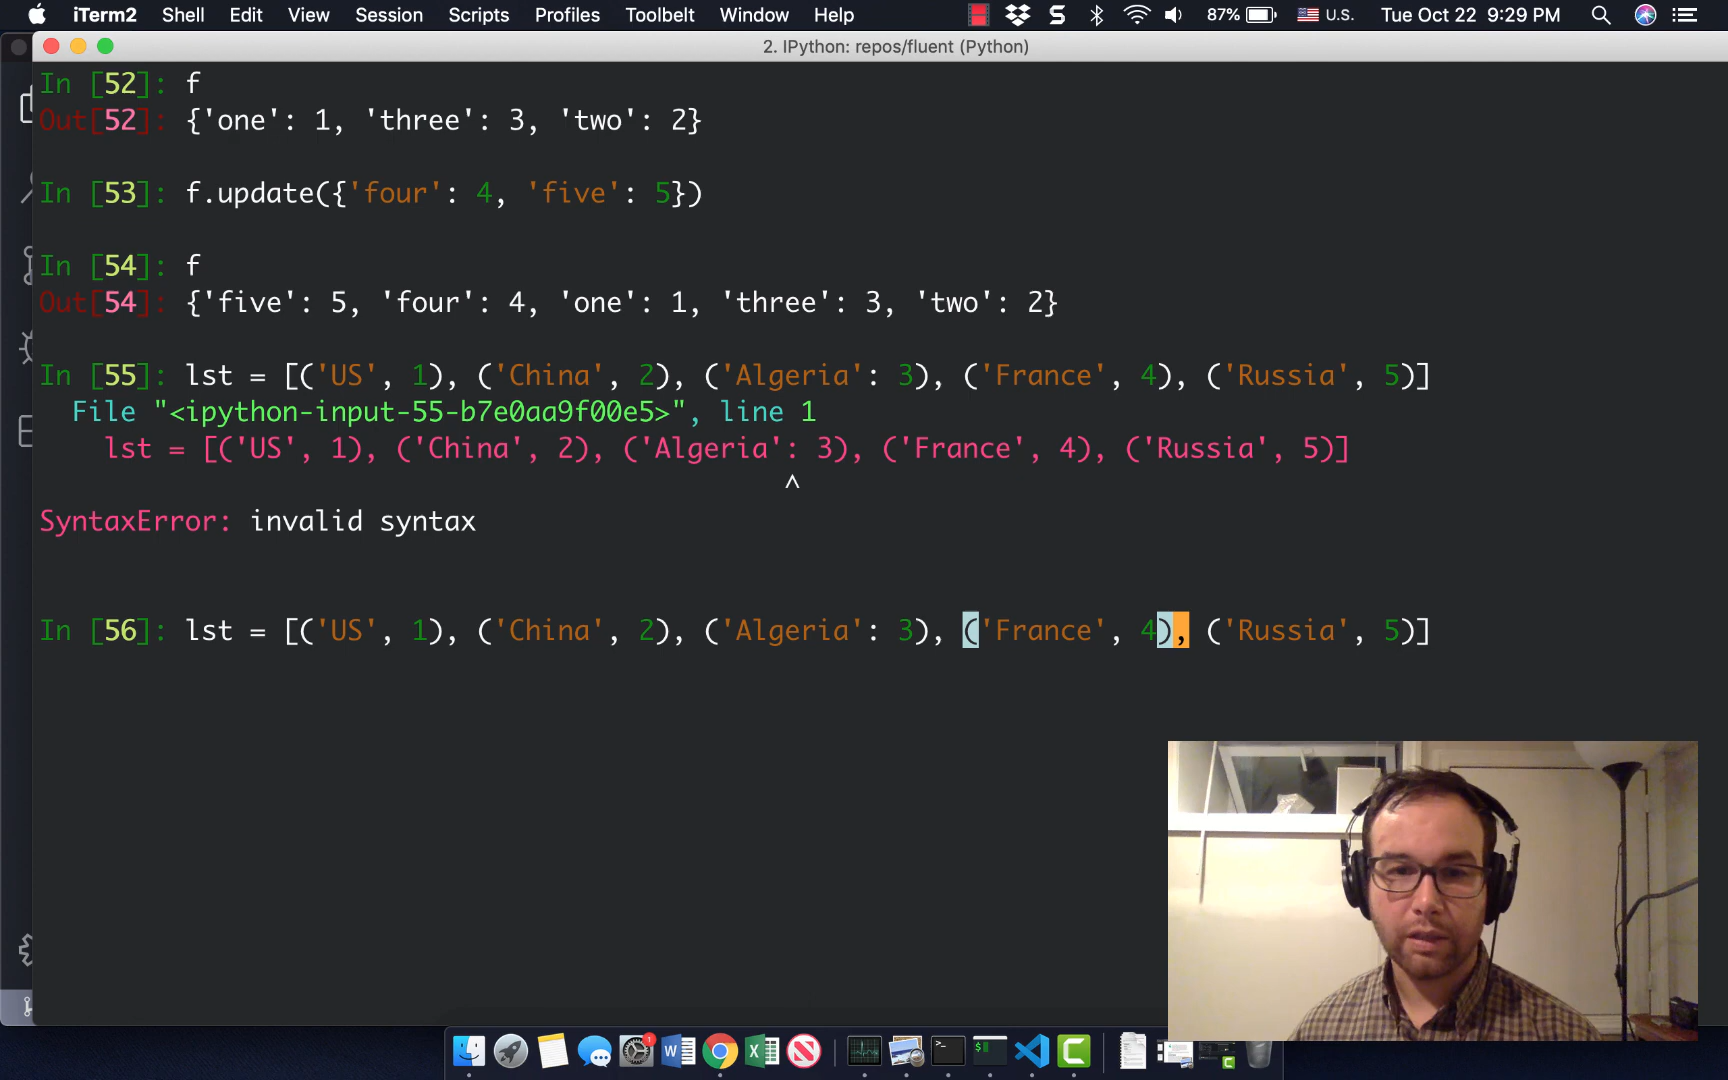 iTerm2 Shell Edit View Session Scripts Profiles Toolbelt Window Help S 87% U.S. Tue Oct 22 9:29 PM
2. IPython: repos/fluent (Python)
In [52]: f
Out[52]: {'one': 1, 'three': 3, 'two': 2}
In [53]: f.update({'four': 4, 'five': 5})
In [54]: f
Out[54]: {'five': 5, 'four': 4, 'one': 1, 'three': 3, 'two': 2}
In [55]: lst = [('US', 1), ('China', 2), ('Algeria': 3), ('France', 4), ('Russia', 5)]
File "<ipython-input-55-b7e0aa9f00e5>", line 1
lst = [('US', 1), ('China', 2), ('Algeria': 3), ('France', 4), ('Russia', 5)]
^
SyntaxError: invalid syntax
In [56]: lst = [('US', 1), ('China', 2), ('Algeria': 3), ('France', 4), ('Russia', 5)]